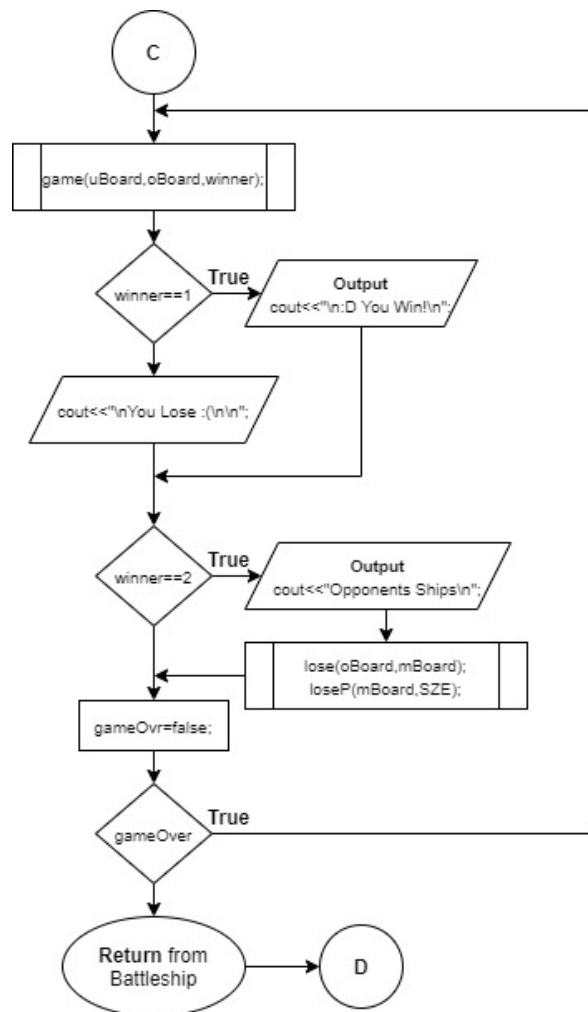 C
game(uBoard,oBoard,winner);
winner==1
True
Output
cout<<"\n:D You Win!\n";
cout<<"\nYou Lose :(\n\n";
winner==2
True
Output
cout<<"Opponents Ships\n";
lose(oBoard,mBoard);
loseP(mBoard,SZE);
gameOvr=false;
gameOver
True
Return from
Battleship
D